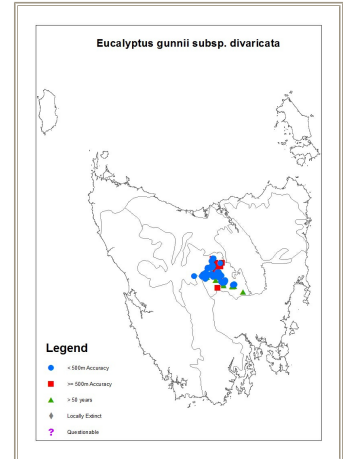 Eucalyptus gunnii subsp. divaricata
Legend
< 500m Accuracy
>= 500m Accuracy
> 50 years
Locally Extinct
? Questionable